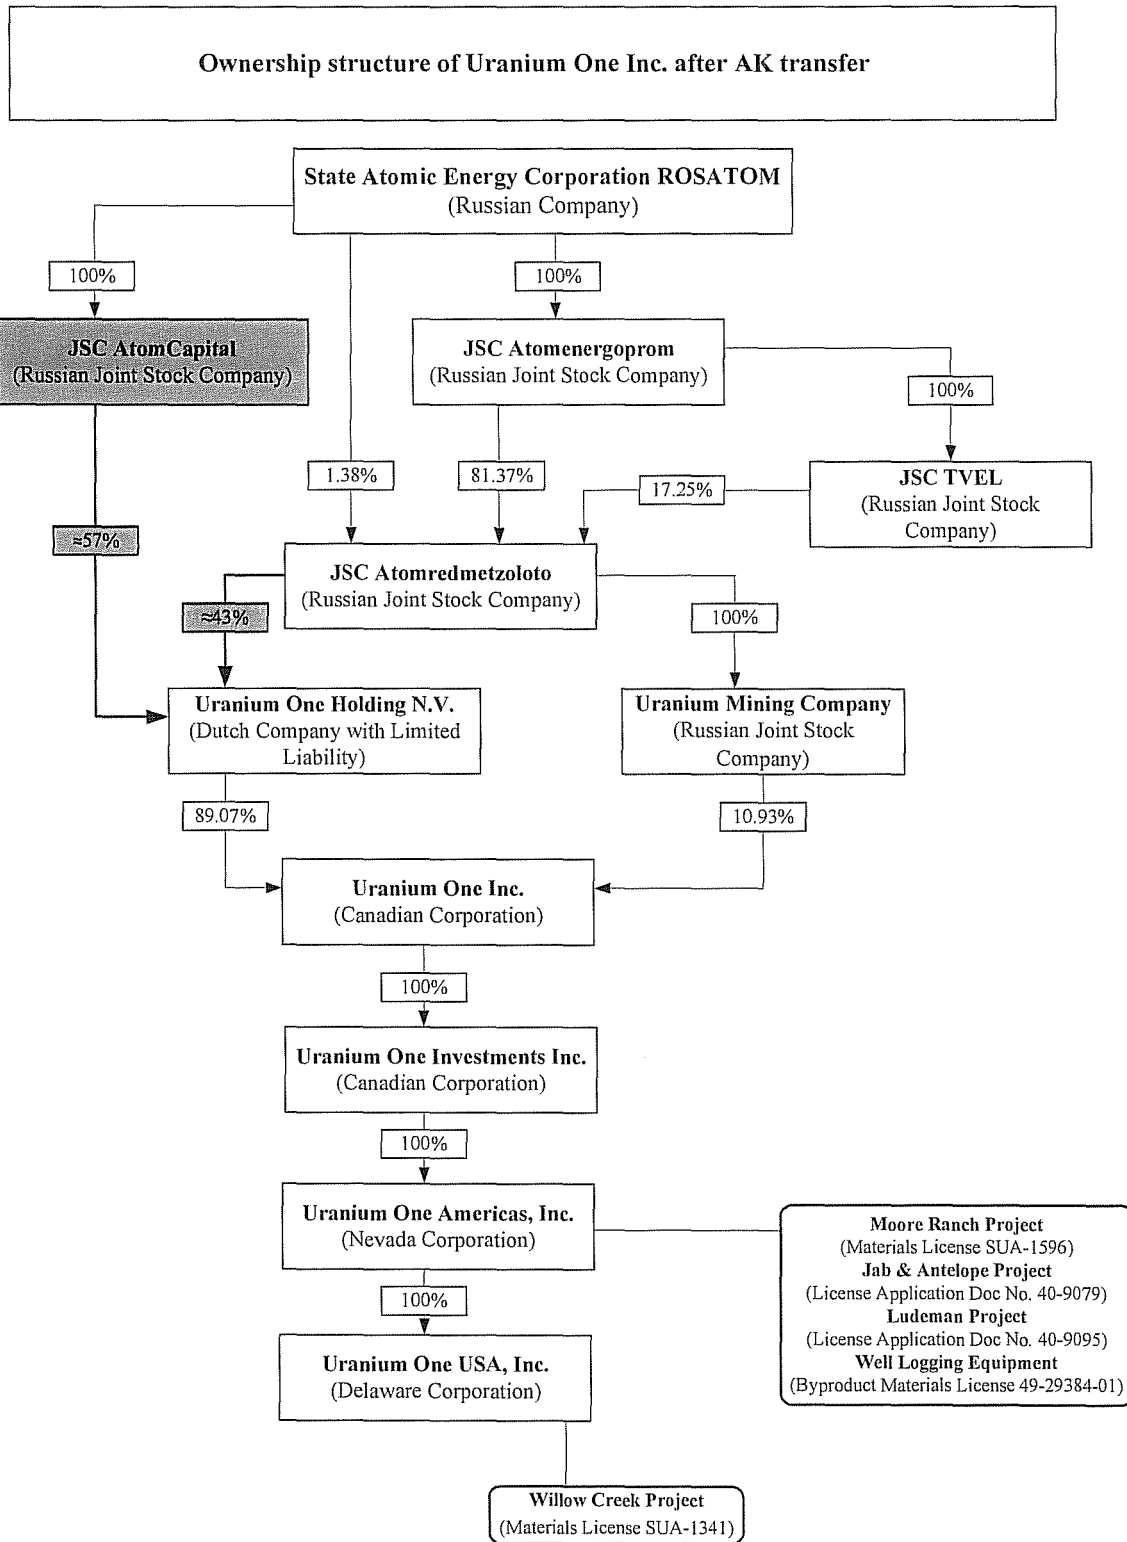 Ownership structure of Uranium One Inc. after AK transfer
State Atomic Energy Corporation ROSATOM
(Russian Company)
100%
100%
JSC AtomCapital
(Russian Joint Stock Company)
JSC Atomenergoprom
(Russian Joint Stock Company)
100%
1.38%
81.37%
17.25%
JSC TVEL
(Russian Joint Stock
Company)
≈57%
JSC Atomredmetzoloto
(Russian Joint Stock Company)
≈43%
100%
Uranium One Holding N.V.
(Dutch Company with Limited
Liability)
Uranium Mining Company
(Russian Joint Stock
Company)
89.07%
10.93%
Uranium One Inc.
(Canadian Corporation)
100%
Uranium One Investments Inc.
(Canadian Corporation)
100%
Uranium One Americas, Inc.
(Nevada Corporation)
Moore Ranch Project
(Materials License SUA-1596)
Jab & Antelope Project
(License Application Doc No. 40-9079)
Ludeman Project
(License Application Doc No. 40-9095)
Well Logging Equipment
(Byproduct Materials License 49-29384-01)
100%
Uranium One USA, Inc.
(Delaware Corporation)
Willow Creek Project
(Materials License SUA-1341)